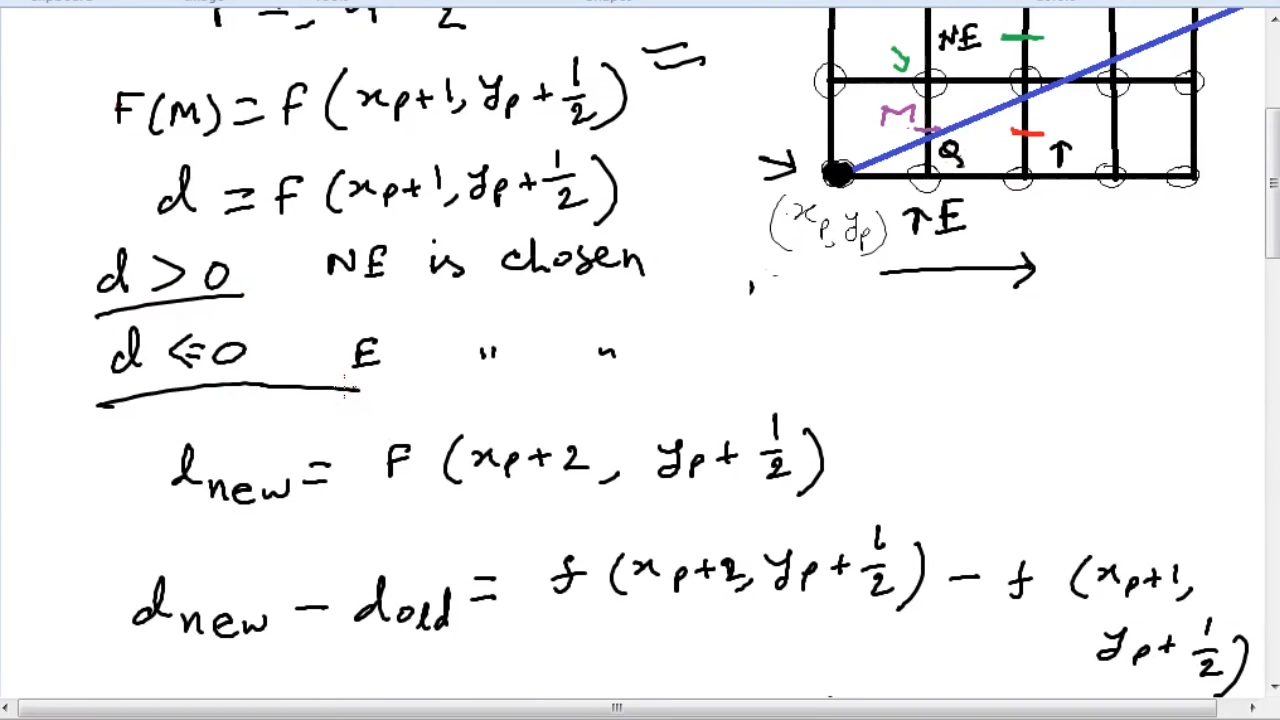 F(M) = f(xp+1, yp+1/2)
d = f(xp+1, yp+1/2)
d > 0 NE is chosen
d <= 0 E " "
dnew = F(xp+2, yp+1/2)
dnew - dold = f(xp+2, yp+1/2) - f(xp+1,
yp+1/2)
NE
M
Q
(xp, yp) ↑E